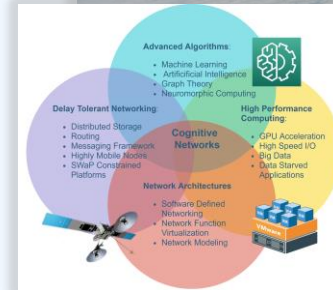 Advanced Algorithms:
• Machine Learning
• Artificificial Intelligence
• Graph Theory
• Neuromorphic Computing
Delay Tolerant Networking:
• Distributed Storage
• Routing
• Messaging Framework
• Highly Mobile Nodes
• SWaP Constrained
Platforms
Cognitive
Networks
High Performance
Computing:
• GPU Acceleration
• High Speed I/O
• Big Data
• Data Starved
Applications
Network Architectures
• Software Defined
Networking
• Network Function
Virtualization
• Network Modeling
VMware